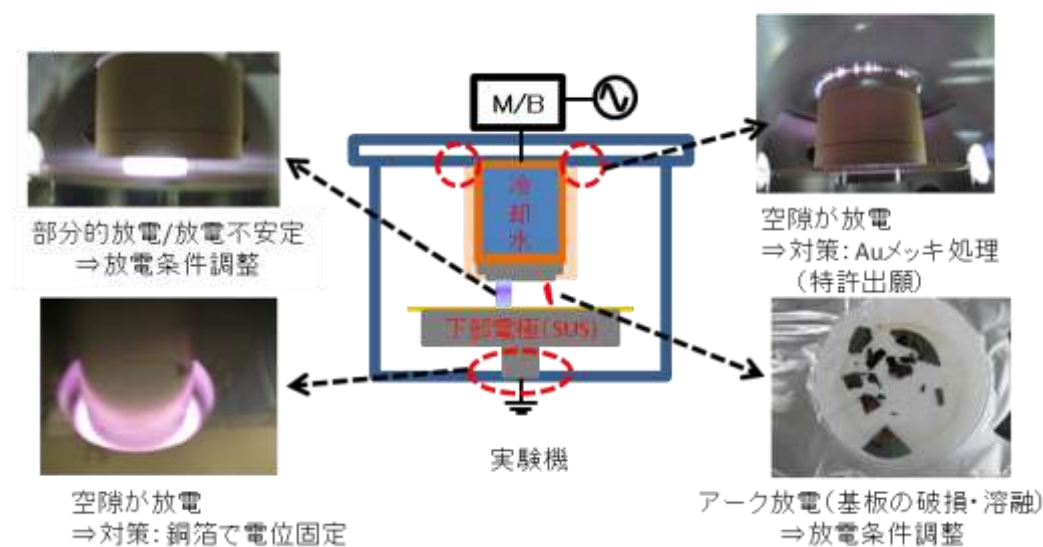 M/B
冷
却
水
部分的放電/放電不安定
⇒放電条件調整
空隙が放電
⇒対策：Auメッキ処理
（特許出願）
下部電極(SUS)
実験機
空隙が放電
⇒対策：銅箔で電位固定
アーク放電(基板の破損・溶融)
⇒放電条件調整